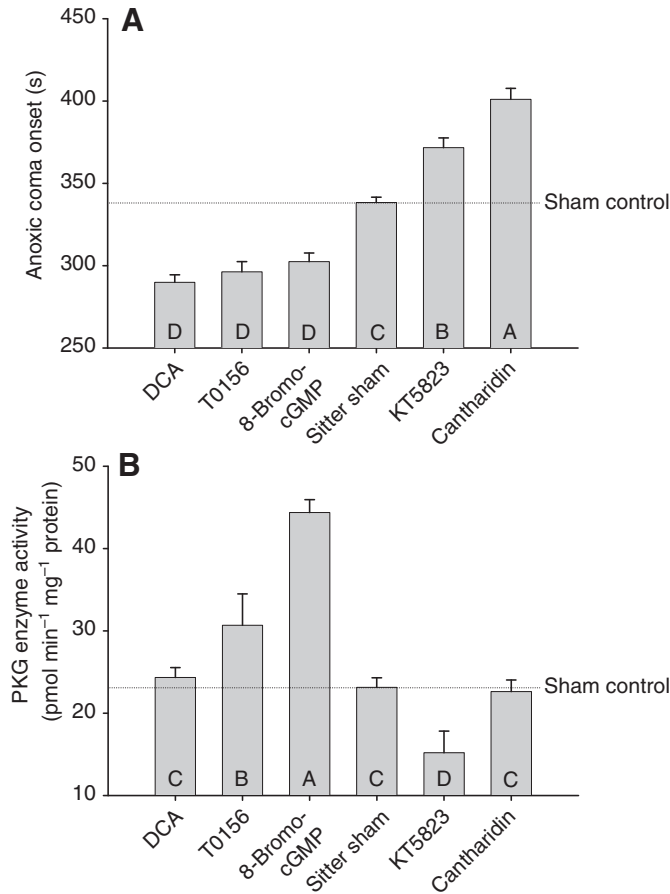 A
Anoxic coma onset (s)
450
400
350
300
250
Sham control
D
D
D
C
B
A
DCA
T0156
8-Bromo-
cGMP
Sitter sham
KT5823
Cantharidin
B
PKG enzyme activity
(pmol min⁻¹ mg⁻¹ protein)
50
40
30
20
10
Sham control
C
B
A
C
D
C
DCA
T0156
8-Bromo-
cGMP
Sitter sham
KT5823
Cantharidin